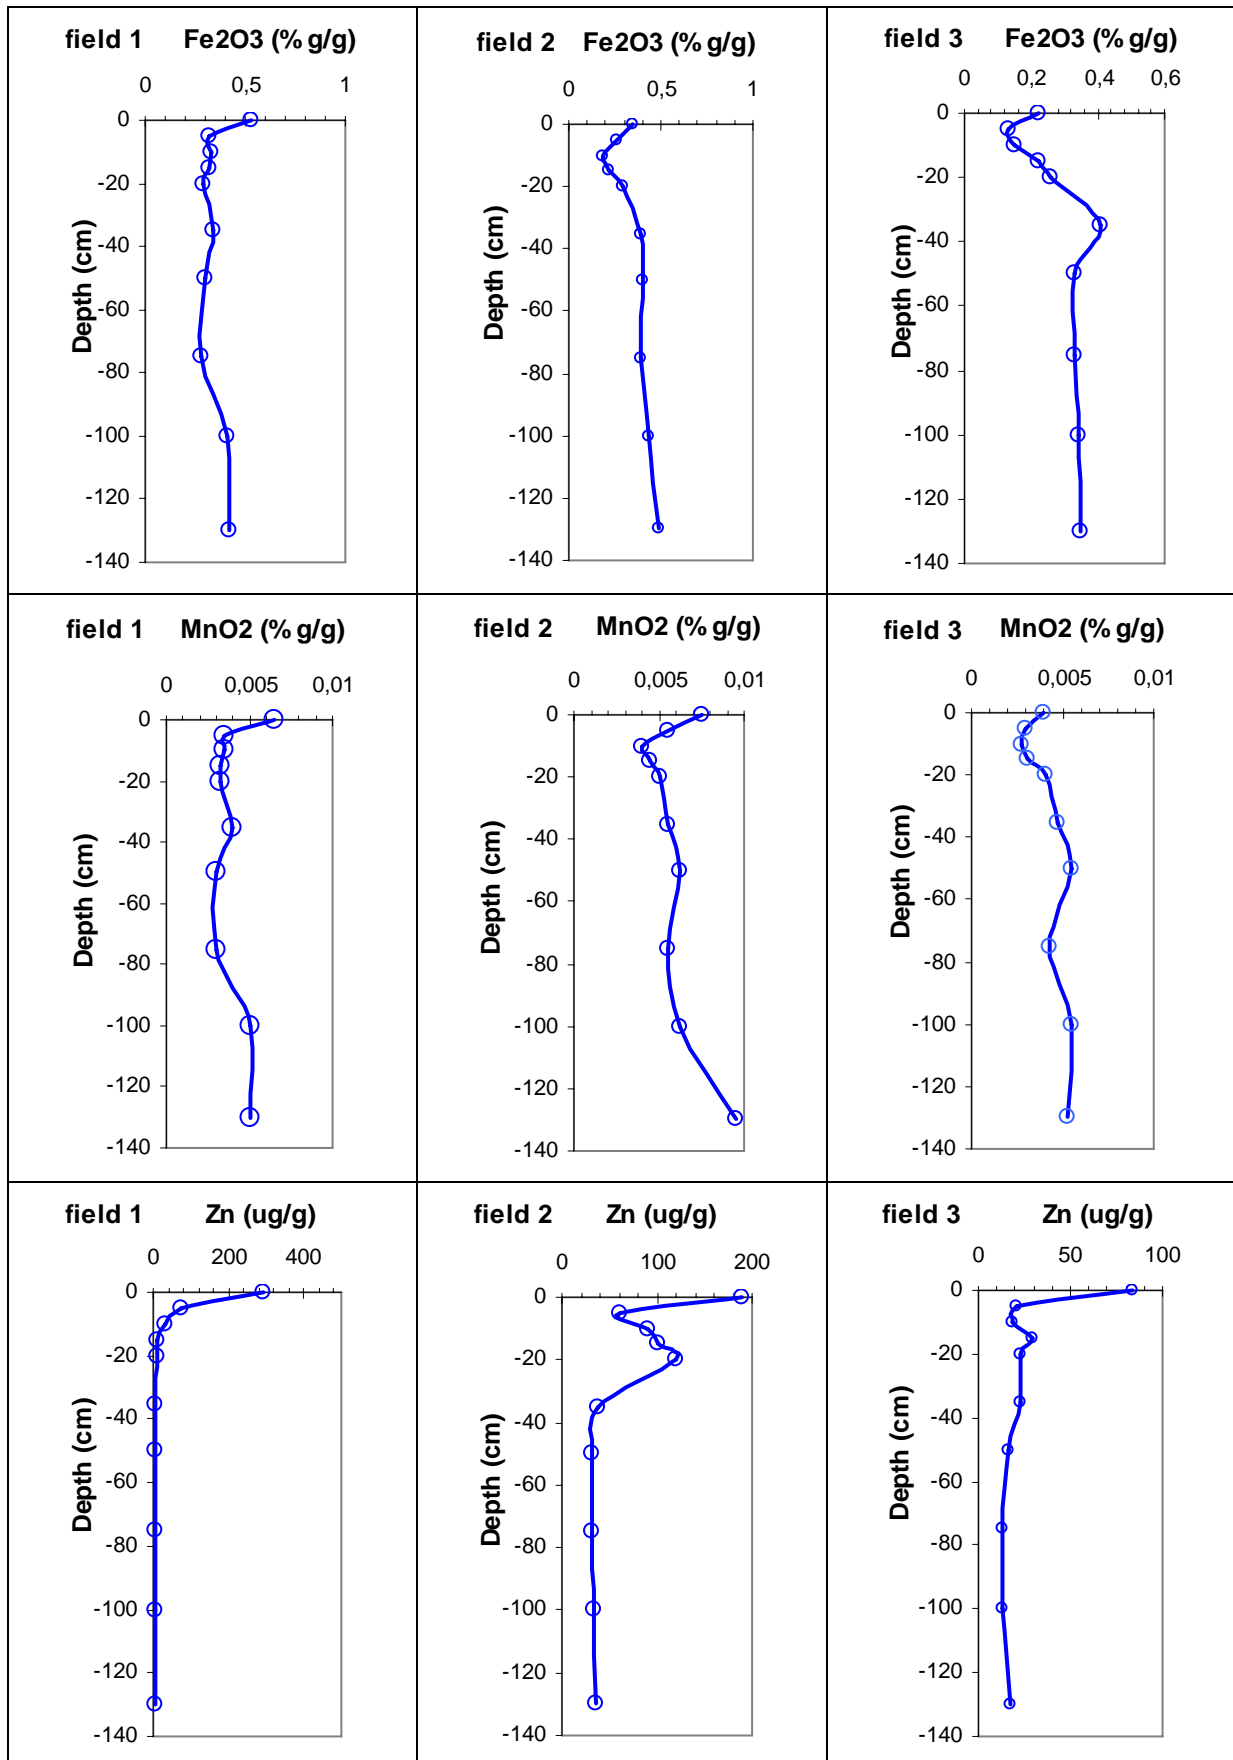 field 1 Fe2O3 (% g/g)
0 0,5 1
0
-20
-40
-60
-80
-100
-120
-140
Depth (cm)
field 2 Fe2O3 (% g/g)
0 0,5 1
0
-20
-40
-60
-80
-100
-120
-140
Depth (cm)
field 3 Fe2O3 (% g/g)
0 0,2 0,4 0,6
0
-20
-40
-60
-80
-100
-120
-140
Depth (cm)
field 1 MnO2 (% g/g)
0 0,005 0,01
0
-20
-40
-60
-80
-100
-120
-140
Depth (cm)
field 2 MnO2 (% g/g)
0 0,005 0,01
0
-20
-40
-60
-80
-100
-120
-140
Depth (cm)
field 3 MnO2 (% g/g)
0 0,005 0,01
0
-20
-40
-60
-80
-100
-120
-140
Depth (cm)
field 1 Zn (ug/g)
0 200 400
0
-20
-40
-60
-80
-100
-120
-140
Depth (cm)
field 2 Zn (ug/g)
0 100 200
0
-20
-40
-60
-80
-100
-120
-140
Depth (cm)
field 3 Zn (ug/g)
0 50 100
0
-20
-40
-60
-80
-100
-120
-140
Depth (cm)